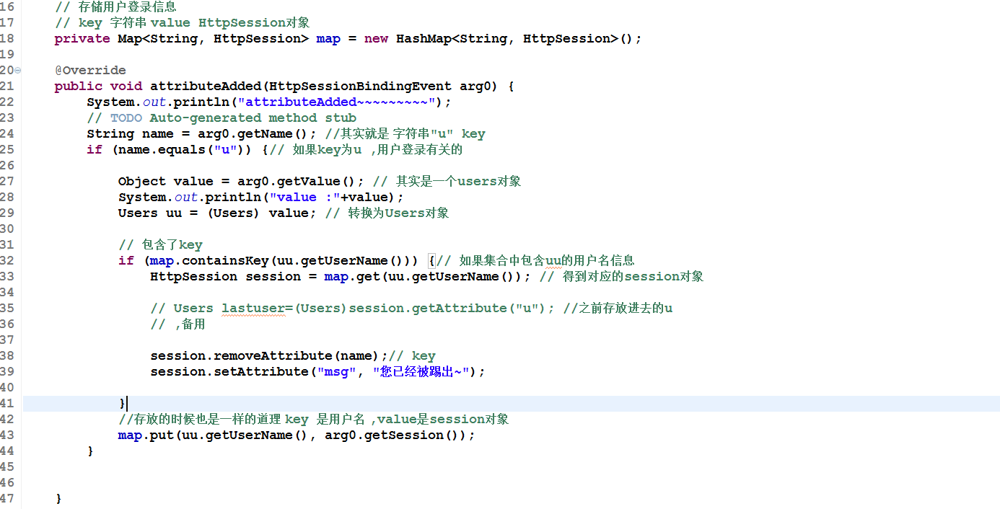 16 // 存储用户登录信息
17 // key 字符串 value HttpSession对象
18 private Map<String, HttpSession> map = new HashMap<String, HttpSession>();
19
20 @Override
21 public void attributeAdded(HttpSessionBindingEvent arg0) {
22 System.out.println("attributeAdded~~~~~~~~~");
23 // TODO Auto-generated method stub
24 String name = arg0.getName(); //其实就是 字符串"u" key
25 if (name.equals("u")) {// 如果key为u ,用户登录有关的
26
27 Object value = arg0.getValue(); // 其实是一个users对象
28 System.out.println("value :"+value);
29 Users uu = (Users) value; // 转换为Users对象
30
31 // 包含了key
32 if (map.containsKey(uu.getUserName())) {// 如果集合中包含uu的用户名信息
33 HttpSession session = map.get(uu.getUserName()); // 得到对应的session对象
34
35 // Users lastuser=(Users)session.getAttribute("u"); //之前存放进去的u
36 // ,备用
37
38 session.removeAttribute(name);// key
39 session.setAttribute("msg", "您已经被踢出~");
40
41 }
42 //存放的时候也是一样的道理 key 是用户名 ,value是session对象
43 map.put(uu.getUserName(), arg0.getSession());
44 }
45
46
47 }